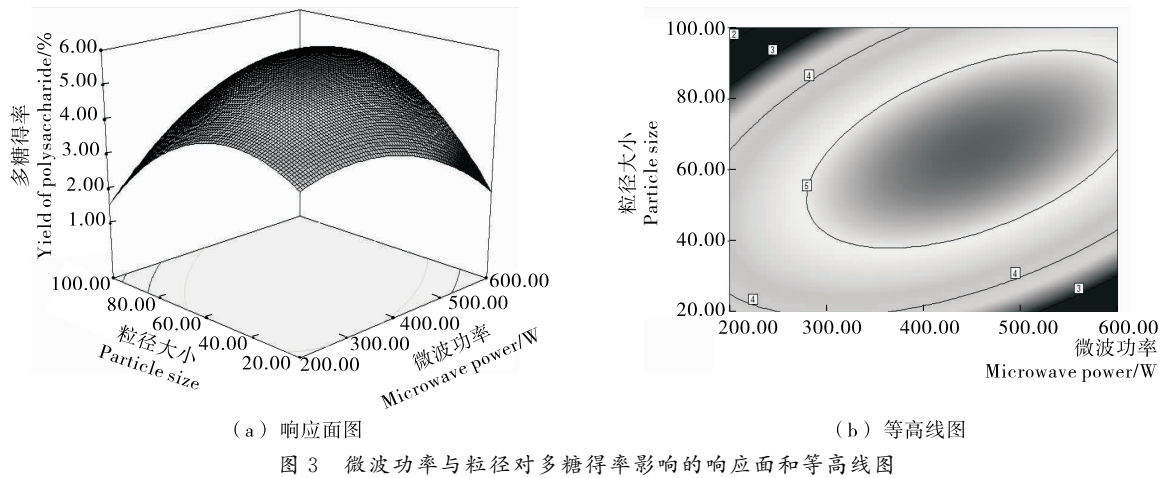 6.00
5.00
4.00
3.00
2.00
1.00
多糖得率
Yield of polysaccharide/%
100.00
80.00
60.00
40.00
20.00
粒径大小
Particle size
200.00
300.00
400.00
500.00
600.00
微波功率
Microwave power/W
(a) 响应面图
100.00
80.00
60.00
40.00
20.00
粒径大小
Particle size
2
3
4
5
4
4
3
200.00
300.00
400.00
500.00
600.00
微波功率
Microwave power/W
(b) 等高线图
图 3 微波功率与粒径对多糖得率影响的响应面和等高线图